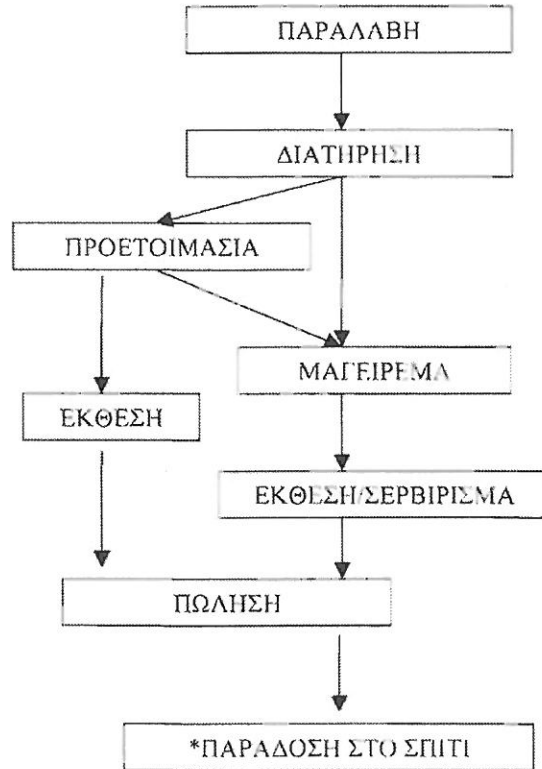 ΠΑΡΑΛΑΒΗ
ΔΙΑΤΗΡΗΣΗ
ΠΡΟΕΤΟΙΜΑΣΙΑ
ΜΑΓΕΙΡΕΜΑ
ΕΚΘΕΣΗ
ΕΚΘΕΣΗ/ΣΕΡΒΙΡΙΣΜΑ
ΠΩΛΗΣΗ
*ΠΑΡΑΔΟΣΗ ΣΤΟ ΣΠΙΤΙ